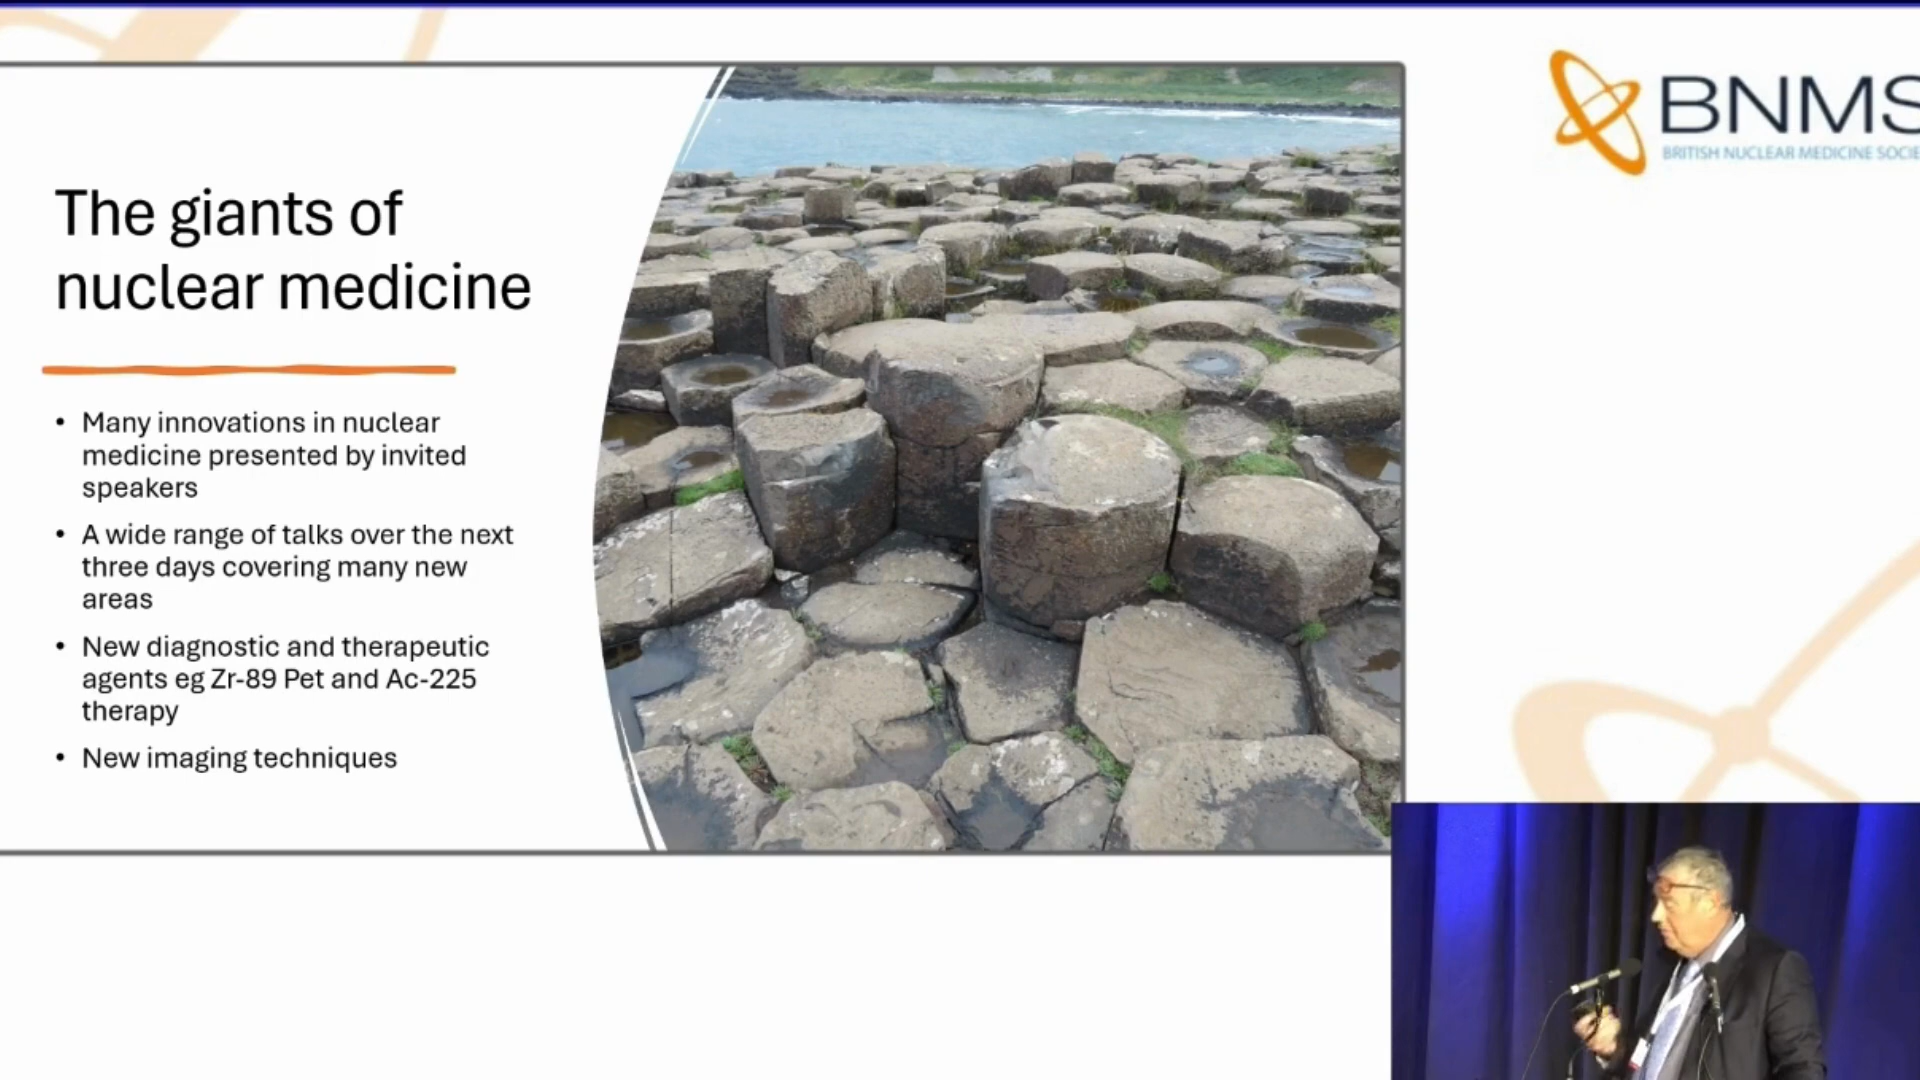 The giants of
nuclear medicine
• Many innovations in nuclear
medicine presented by invited
speakers
• A wide range of talks over the next
three days covering many new
areas
• New diagnostic and therapeutic
agents eg Zr-89 Pet and Ac-225
therapy
• New imaging techniques
BNMS
BRITISH NUCLEAR MEDICINE SOCIE